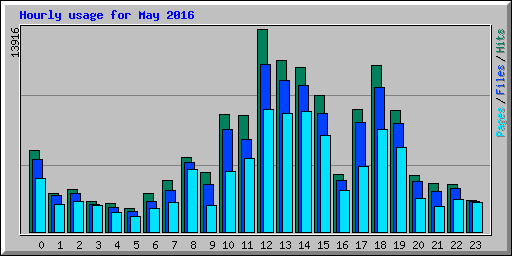 Hourly usage for May 2016
13916
Pages / Files / Hits
0 1 2 3 4 5 6 7 8 9 10 11 12 13 14 15 16 17 18 19 20 21 22 23